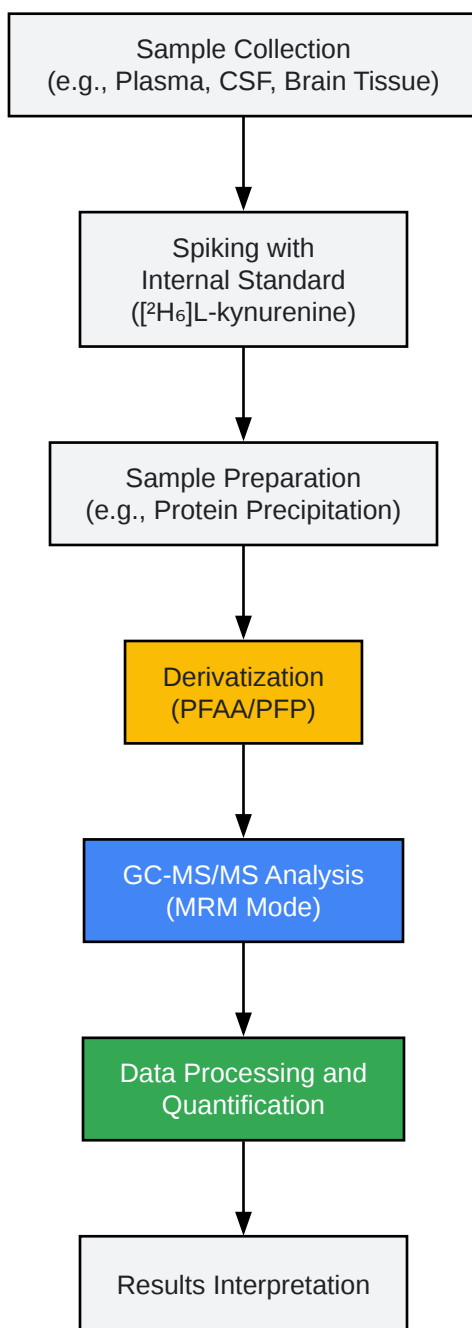 Sample Collection
(e.g., Plasma, CSF, Brain Tissue)
Spiking with
Internal Standard
([²H₆]L-kynurenine)
Sample Preparation
(e.g., Protein Precipitation)
Derivatization
(PFAA/PFP)
GC-MS/MS Analysis
(MRM Mode)
Data Processing and
Quantification
Results Interpretation